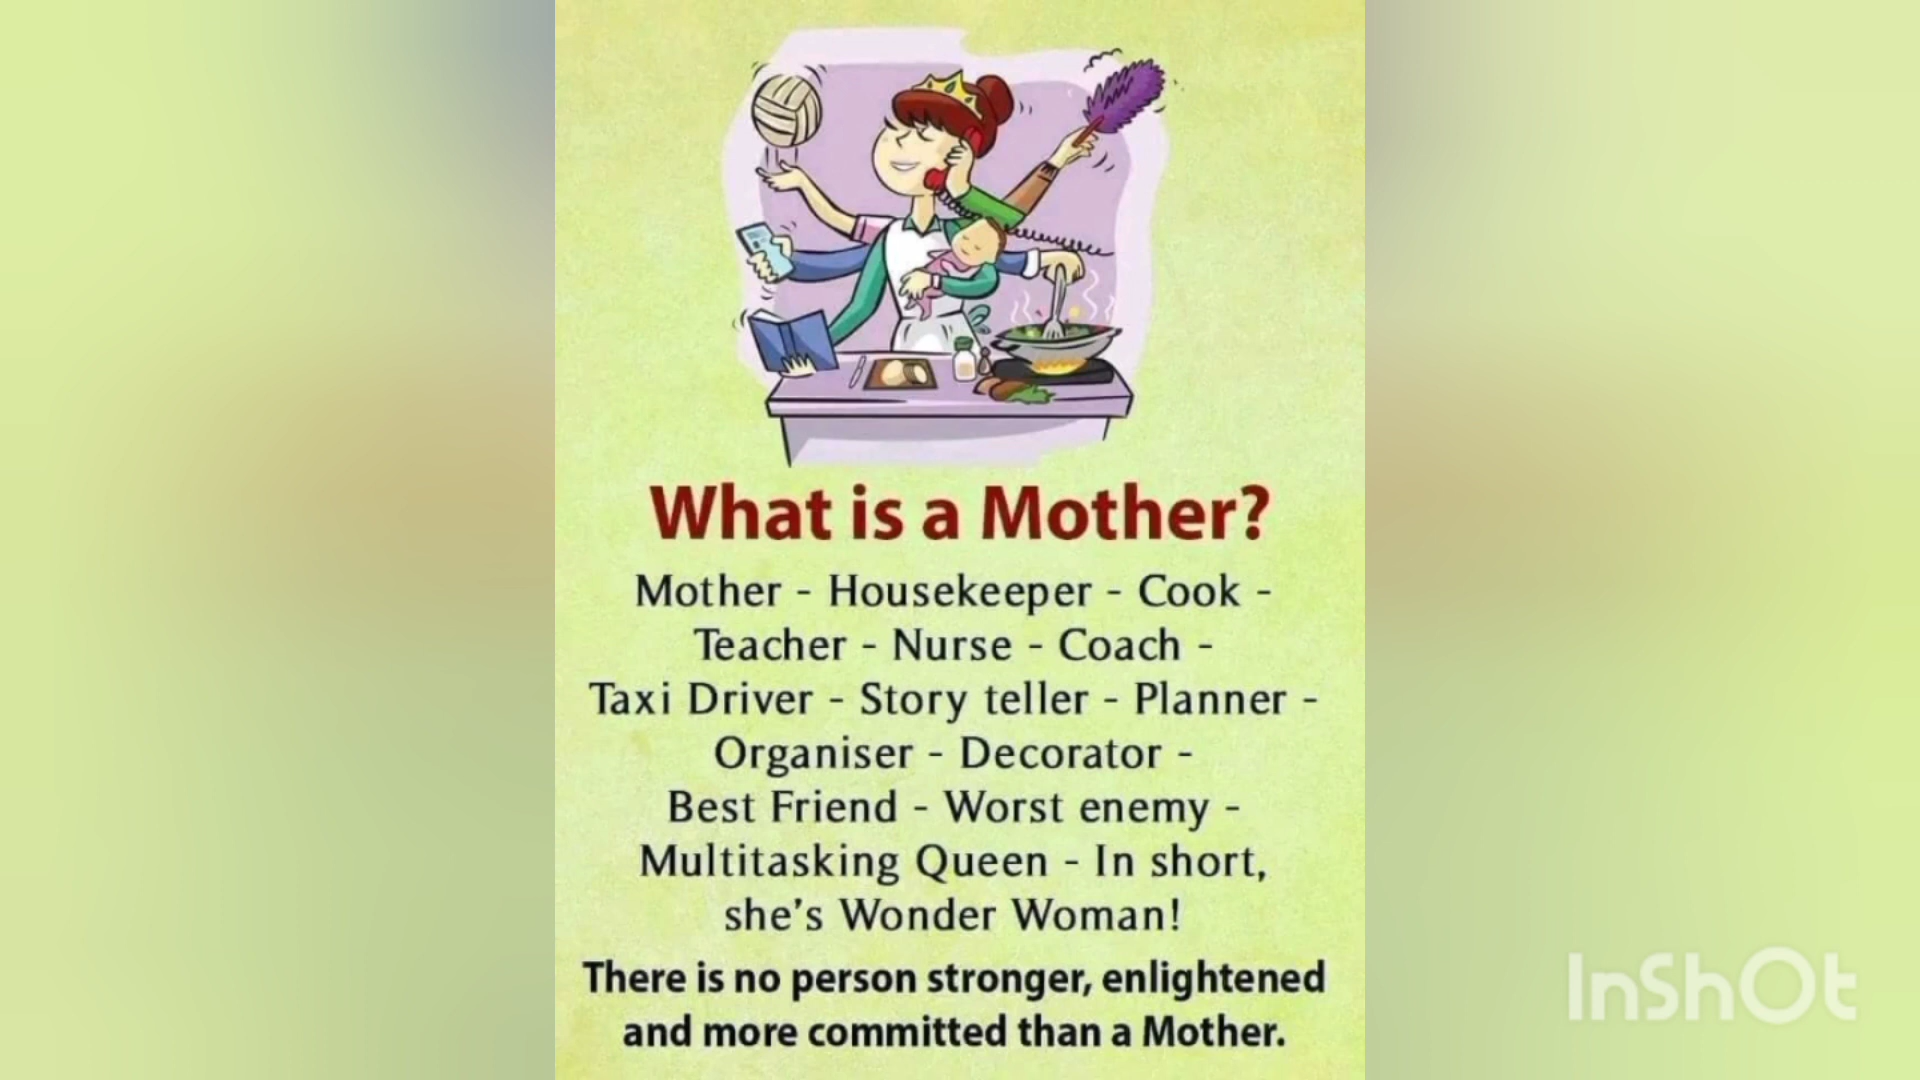 What is a Mother?
Mother - Housekeeper - Cook -
Teacher - Nurse - Coach -
Taxi Driver - Story teller - Planner -
Organiser - Decorator -
Best Friend - Worst enemy -
Multitasking Queen - In short,
she's Wonder Woman!
There is no person stronger, enlightened
and more committed than a Mother.
InShOt